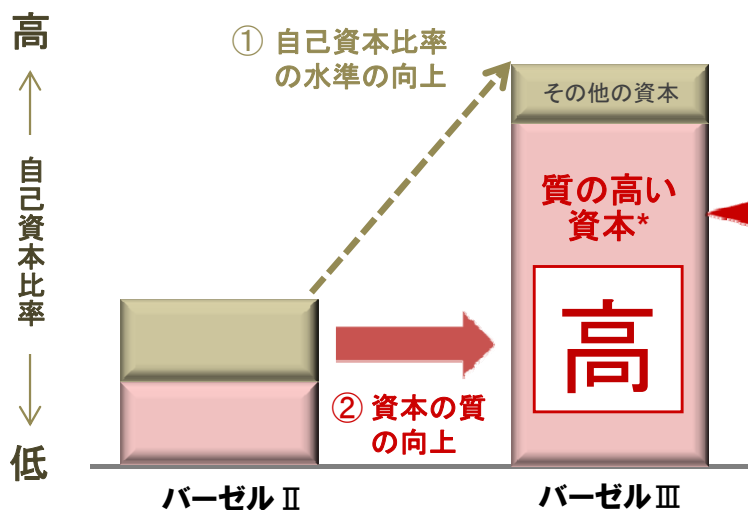 高
自己資本比率
低
① 自己資本比率
の水準の向上
② 資本の質
の向上
その他の資本
質の高い
資本*
高
バーゼルⅡ
バーゼルⅢ